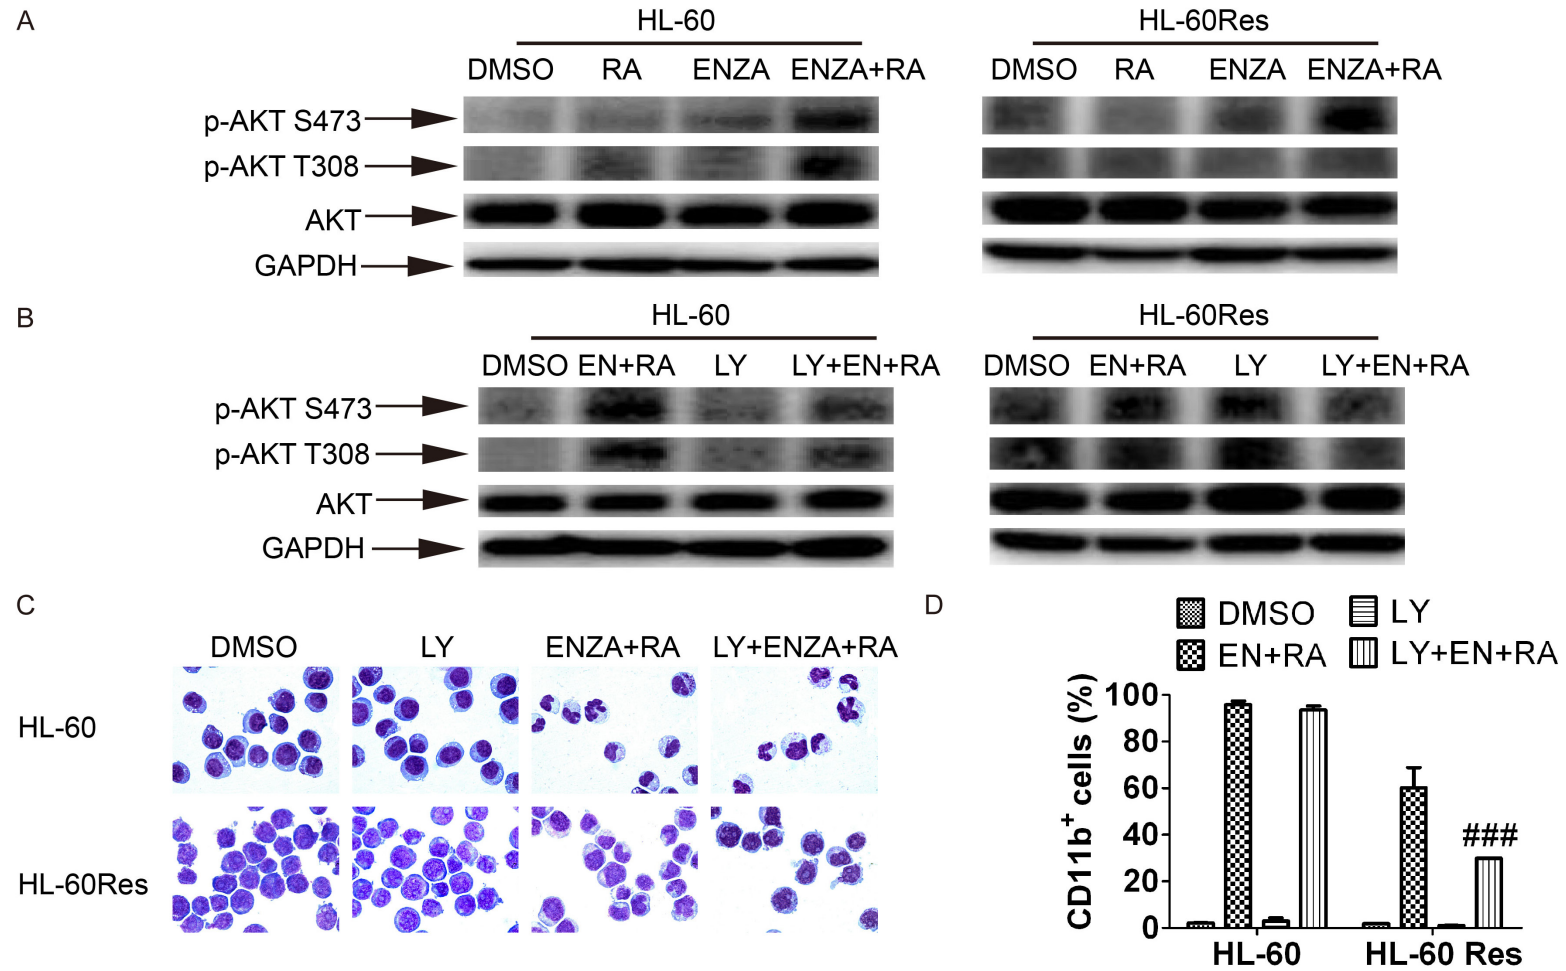 A
HL-60 HL-60Res
DMSO RA ENZA ENZA+RA DMSO RA ENZA ENZA+RA
p-AKT S473
p-AKT T308
AKT
GAPDH
B
HL-60 HL-60Res
DMSO EN+RA LY LY+EN+RA DMSO EN+RA LY LY+EN+RA
p-AKT S473
p-AKT T308
AKT
GAPDH
C
DMSO LY ENZA+RA LY+ENZA+RA
HL-60
HL-60Res
D
DMSO LY
EN+RA LY+EN+RA
CD11b+ cells (%)
100
80
60
40
20
0
###
HL-60 HL-60 Res